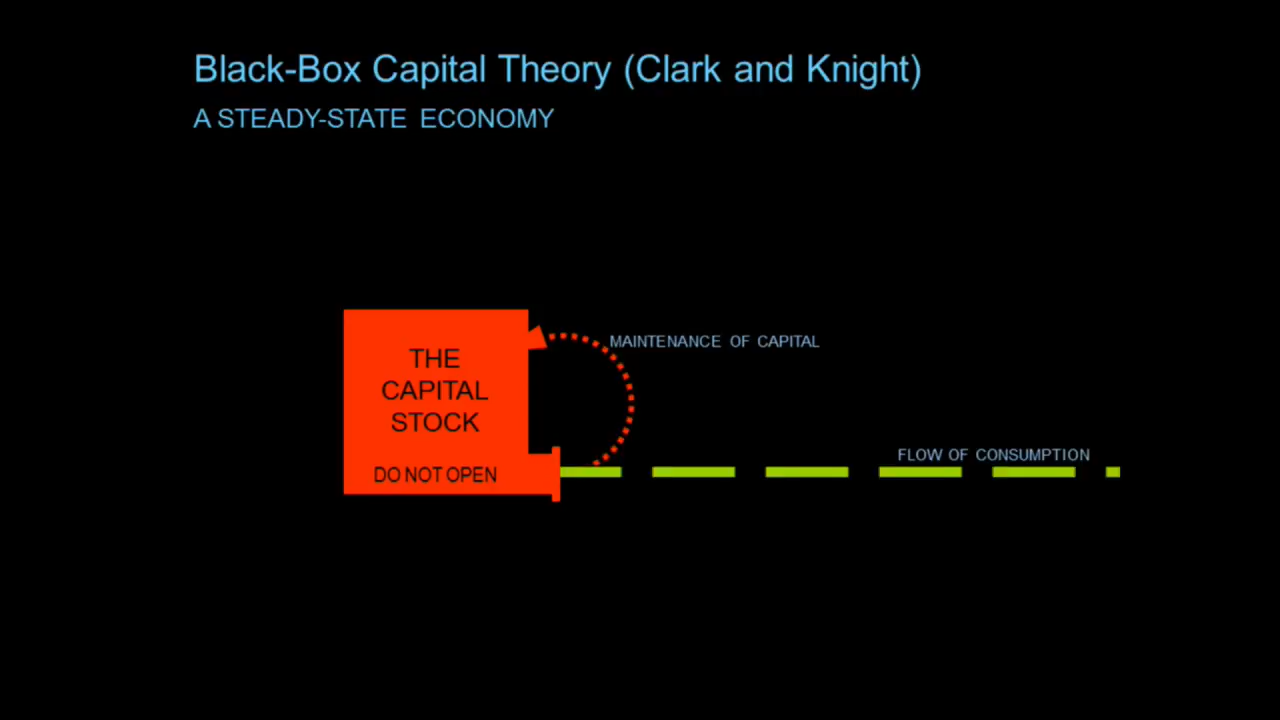 Black-Box Capital Theory (Clark and Knight)
A STEADY-STATE ECONOMY
THE
CAPITAL
STOCK
DO NOT OPEN
MAINTENANCE OF CAPITAL
FLOW OF CONSUMPTION